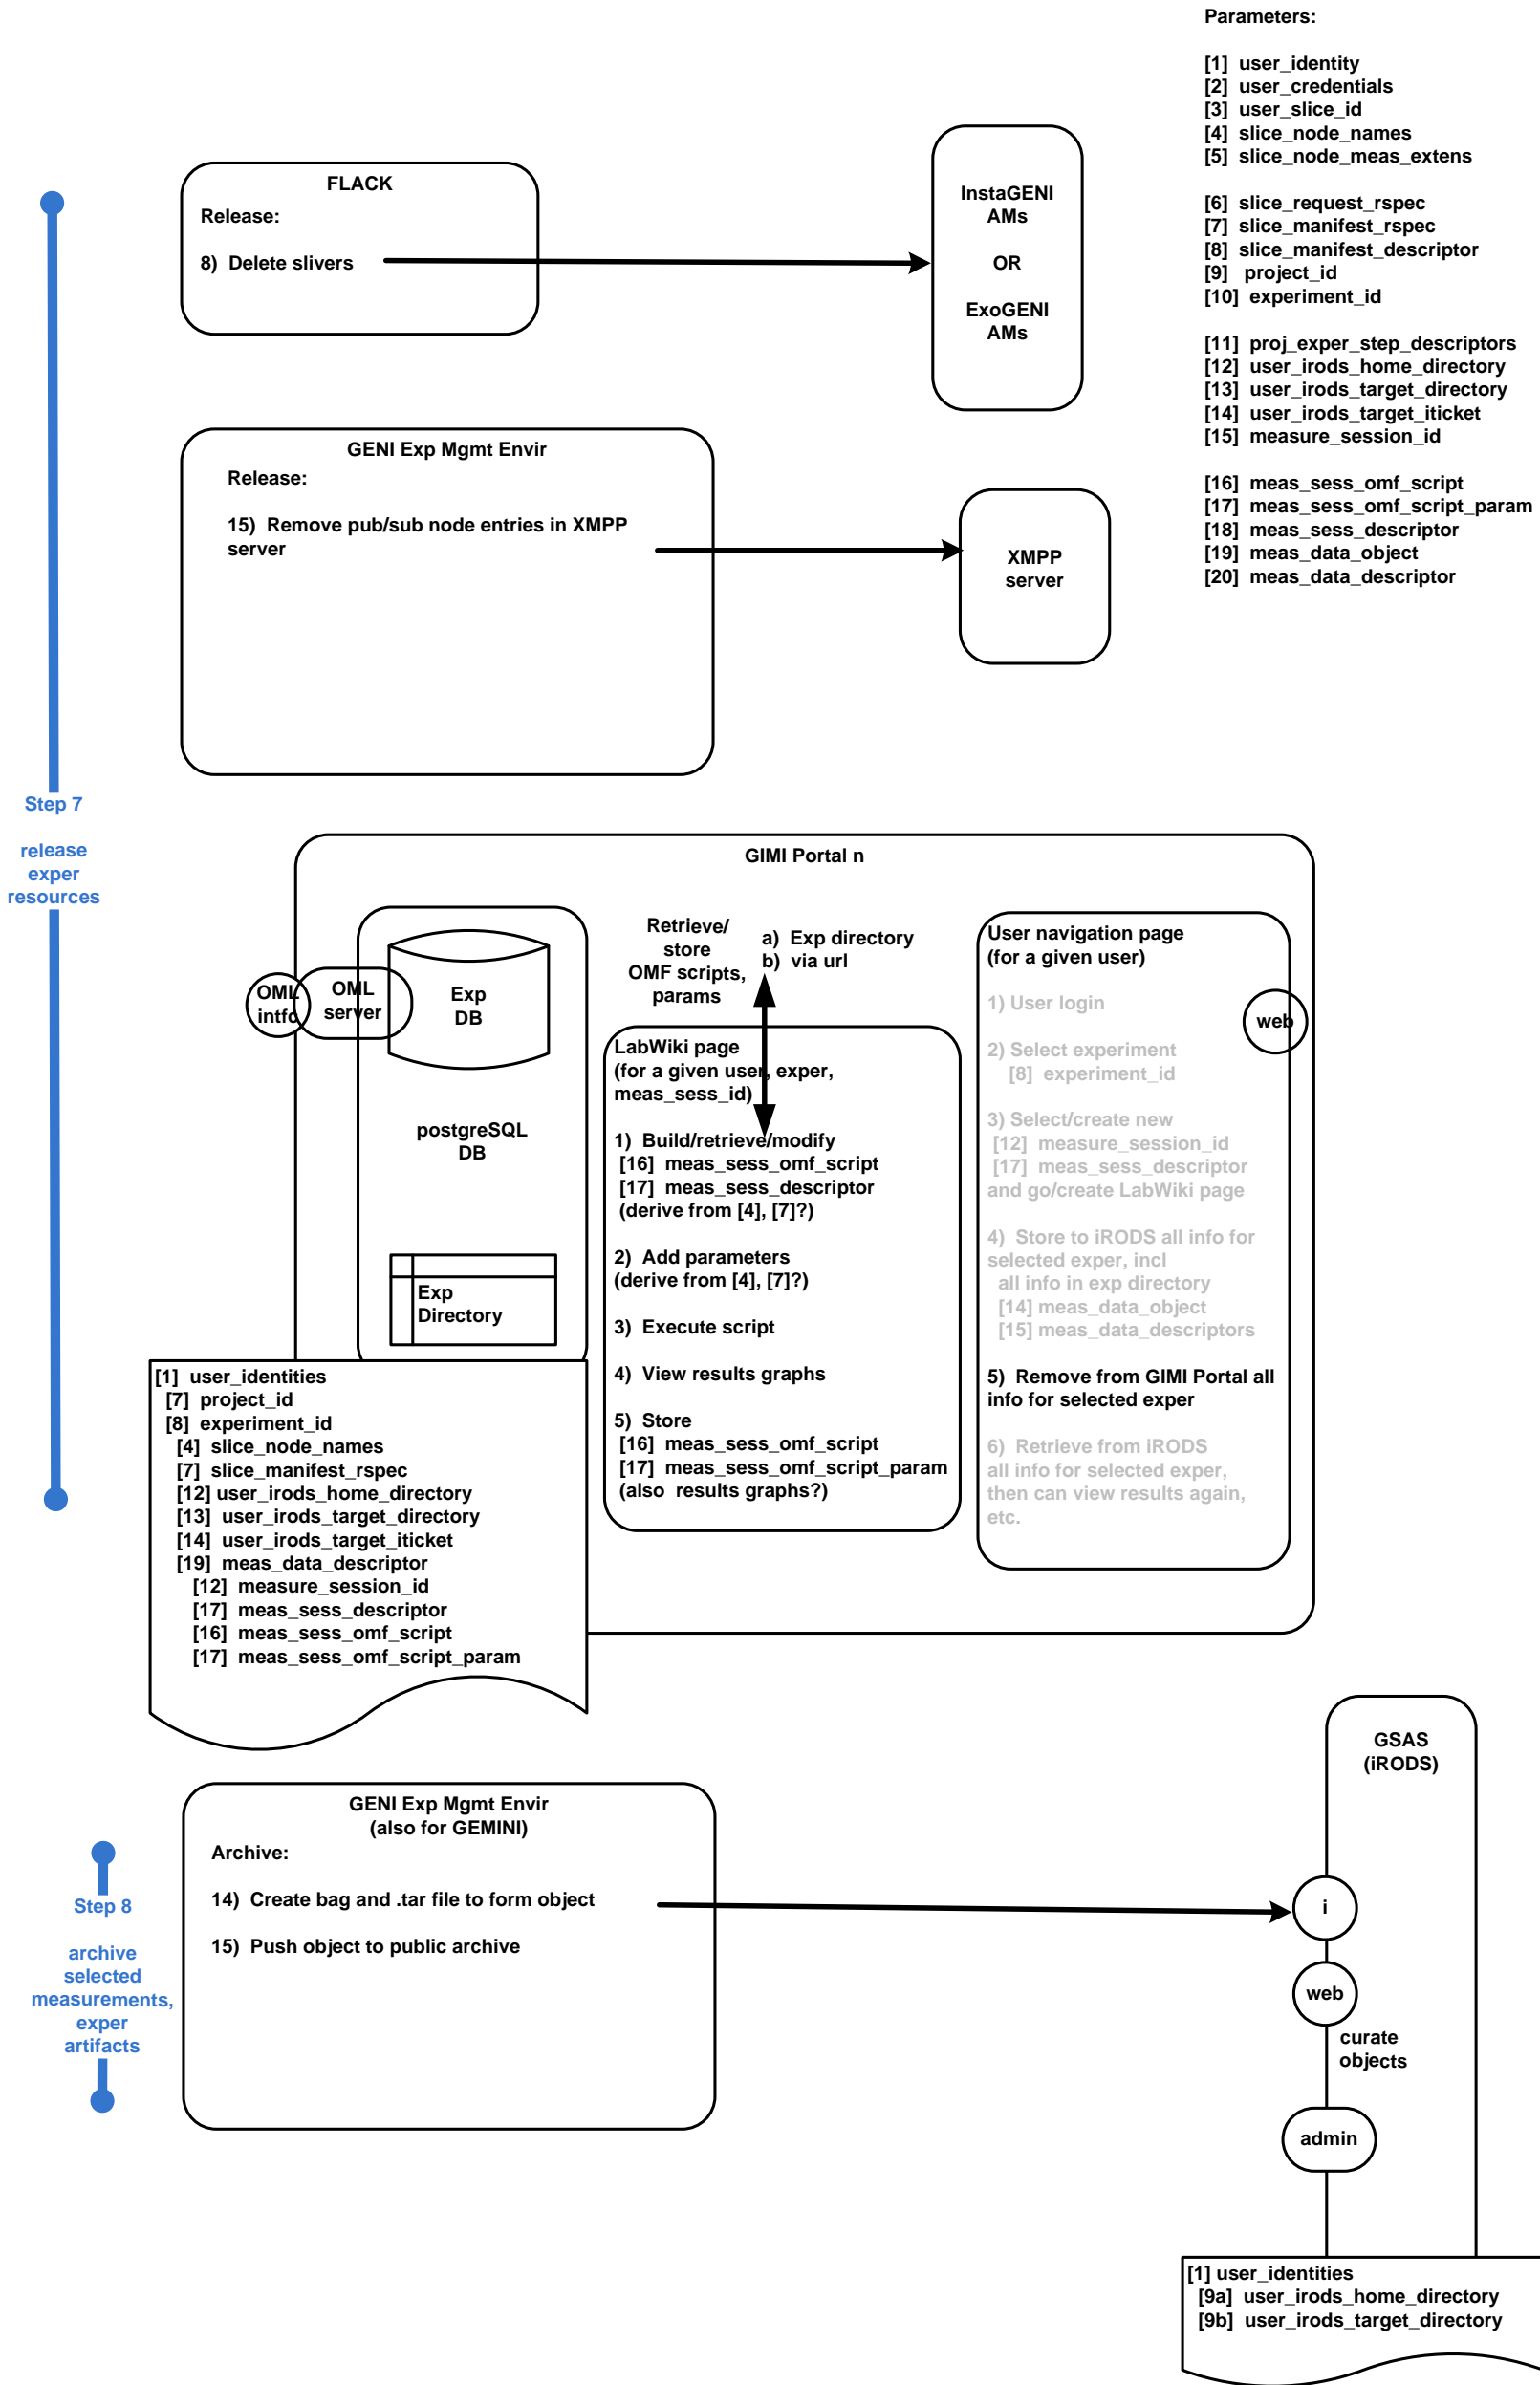 Parameters:
[1]  user_identity
[2]  user_credentials
[3]  user_slice_id
[4]  slice_node_names
[5]  slice_node_meas_extens
[6]  slice_request_rspec
[7]  slice_manifest_rspec
[8]  slice_manifest_descriptor
[9]   project_id
[10]  experiment_id
[11]  proj_exper_step_descriptors
[12]  user_irods_home_directory
[13]  user_irods_target_directory
[14]  user_irods_target_iticket
[15]  measure_session_id
[16]  meas_sess_omf_script
[17]  meas_sess_omf_script_param
[18]  meas_sess_descriptor
[19]  meas_data_object
[20]  meas_data_descriptor
FLACK
Release:
8)  Delete slivers
InstaGENI
AMs
OR
ExoGENI
AMs
GENI Exp Mgmt Envir
Release:
15)  Remove pub/sub node entries in XMPP
server
XMPP
server
Step 7
release
exper
resources
GIMI Portal n
OML
intfc
OML
server
Exp
DB
postgreSQL
DB
Exp
Directory
Retrieve/
store
OMF scripts,
params
a)  Exp directory
b)  via url
LabWiki page
(for a given user, exper,
meas_sess_id)
1)  Build/retrieve/modify
[16]  meas_sess_omf_script
[17]  meas_sess_descriptor
(derive from [4], [7]?)
2)  Add parameters
(derive from [4], [7]?)
3)  Execute script
4)  View results graphs
5)  Store
[16]  meas_sess_omf_script
[17]  meas_sess_omf_script_param
(also  results graphs?)
User navigation page
(for a given user)
web
1) User login
2) Select experiment
[8]  experiment_id
3) Select/create new
[12]  measure_session_id
[17]  meas_sess_descriptor
and go/create LabWiki page
4)  Store to iRODS all info for
selected exper, incl
all info in exp directory
[14] meas_data_object
[15] meas_data_descriptors
5)  Remove from GIMI Portal all
info for selected exper
6)  Retrieve from iRODS
all info for selected exper,
then can view results again,
etc.
[1]  user_identities
[7]  project_id
[8]  experiment_id
[4]  slice_node_names
[7]  slice_manifest_rspec
[12] user_irods_home_directory
[13]  user_irods_target_directory
[14]  user_irods_target_iticket
[19]  meas_data_descriptor
[12]  measure_session_id
[17]  meas_sess_descriptor
[16]  meas_sess_omf_script
[17]  meas_sess_omf_script_param
GENI Exp Mgmt Envir
(also for GEMINI)
Archive:
14)  Create bag and .tar file to form object
15)  Push object to public archive
Step 8
archive
selected
measurements,
exper
artifacts
GSAS
(iRODS)
i
web
curate
objects
admin
[1] user_identities
[9a]  user_irods_home_directory
[9b]  user_irods_target_directory